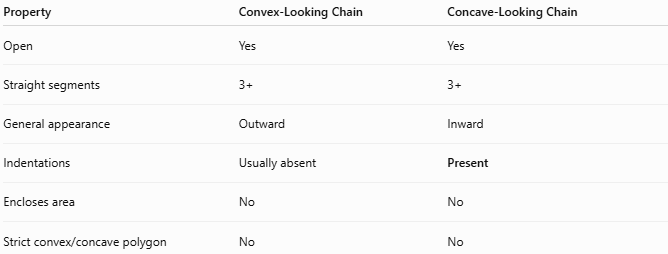 Property Convex-Looking Chain Concave-Looking Chain
Open Yes Yes
Straight segments 3+ 3+
General appearance Outward Inward
Indentations Usually absent Present
Encloses area No No
Strict convex/concave polygon No No